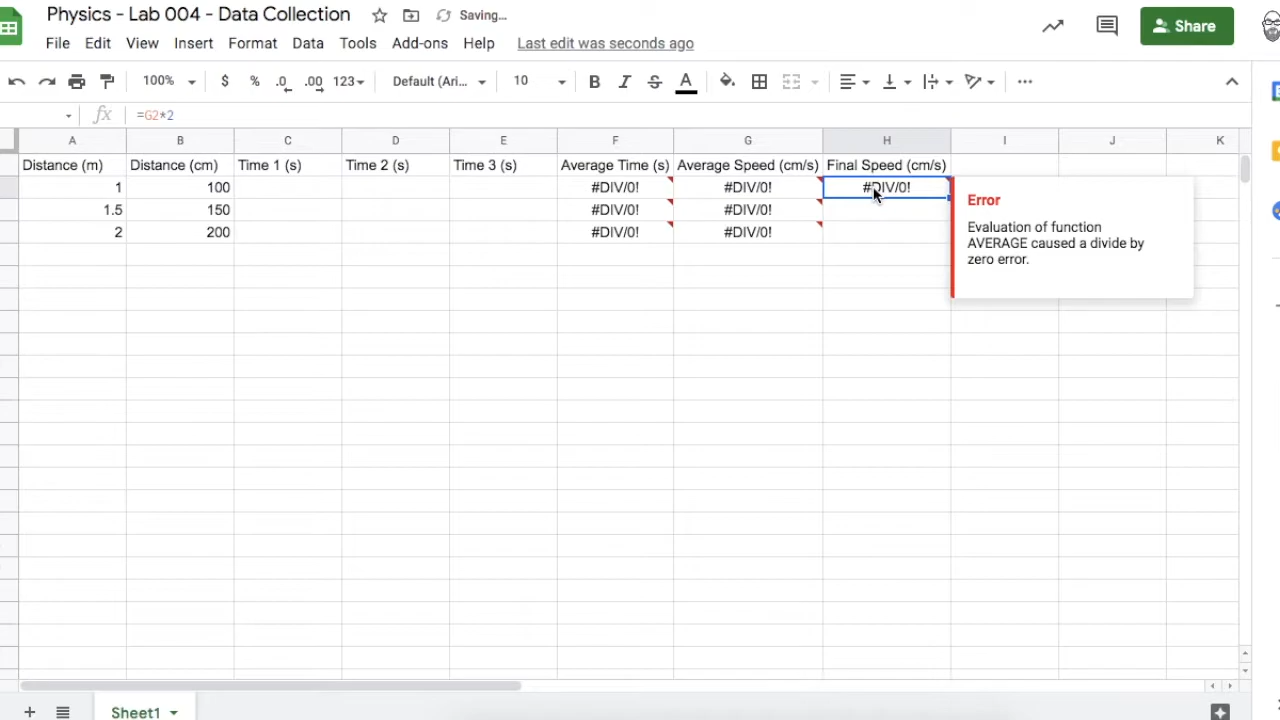 Physics - Lab 004 - Data Collection
Saving…
Share
File Edit View Insert Format Data Tools Add-ons Help Last edit was seconds ago
100% $ % .0 .00 123 Default (Ari... 10 B I S A
fx =G2*2
A B C D E F G H I J K
Distance (m) Distance (cm) Time 1 (s) Time 2 (s) Time 3 (s) Average Time (s) Average Speed (cm/s) Final Speed (cm/s)
1 100 #DIV/0! #DIV/0! #DIV/0!
1.5 150 #DIV/0! #DIV/0!
2 200 #DIV/0! #DIV/0!
Error
Evaluation of function
AVERAGE caused a divide by
zero error.
Sheet1